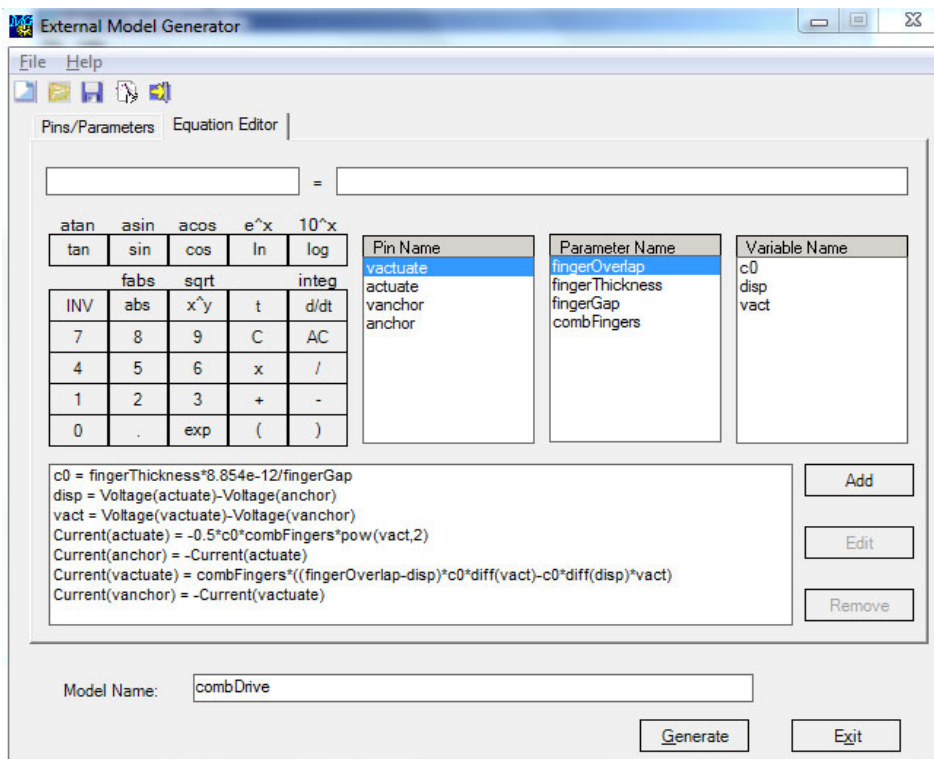 External Model Generator
File Help
Pins/Parameters Equation Editor
=
atan asin acos e^x 10^x
tan sin cos ln log
fabs sqrt integ
INV abs x^y t d/dt
7 8 9 C AC
4 5 6 x /
1 2 3 + -
0 . exp ( )
Pin Name
vactuate
actuate
vanchor
anchor
Parameter Name
fingerOverlap
fingerThickness
fingerGap
combFingers
Variable Name
c0
disp
vact
c0 = fingerThickness*8.854e-12/fingerGap
disp = Voltage(actuate)-Voltage(anchor)
vact = Voltage(vactuate)-Voltage(vanchor)
Current(actuate) = -0.5*c0*combFingers*pow(vact,2)
Current(anchor) = -Current(actuate)
Current(vactuate) = combFingers*((fingerOverlap-disp)*c0*diff(vact)-c0*diff(disp)*vact)
Current(vanchor) = -Current(vactuate)
Add
Edit
Remove
Model Name: combDrive
Generate Exit